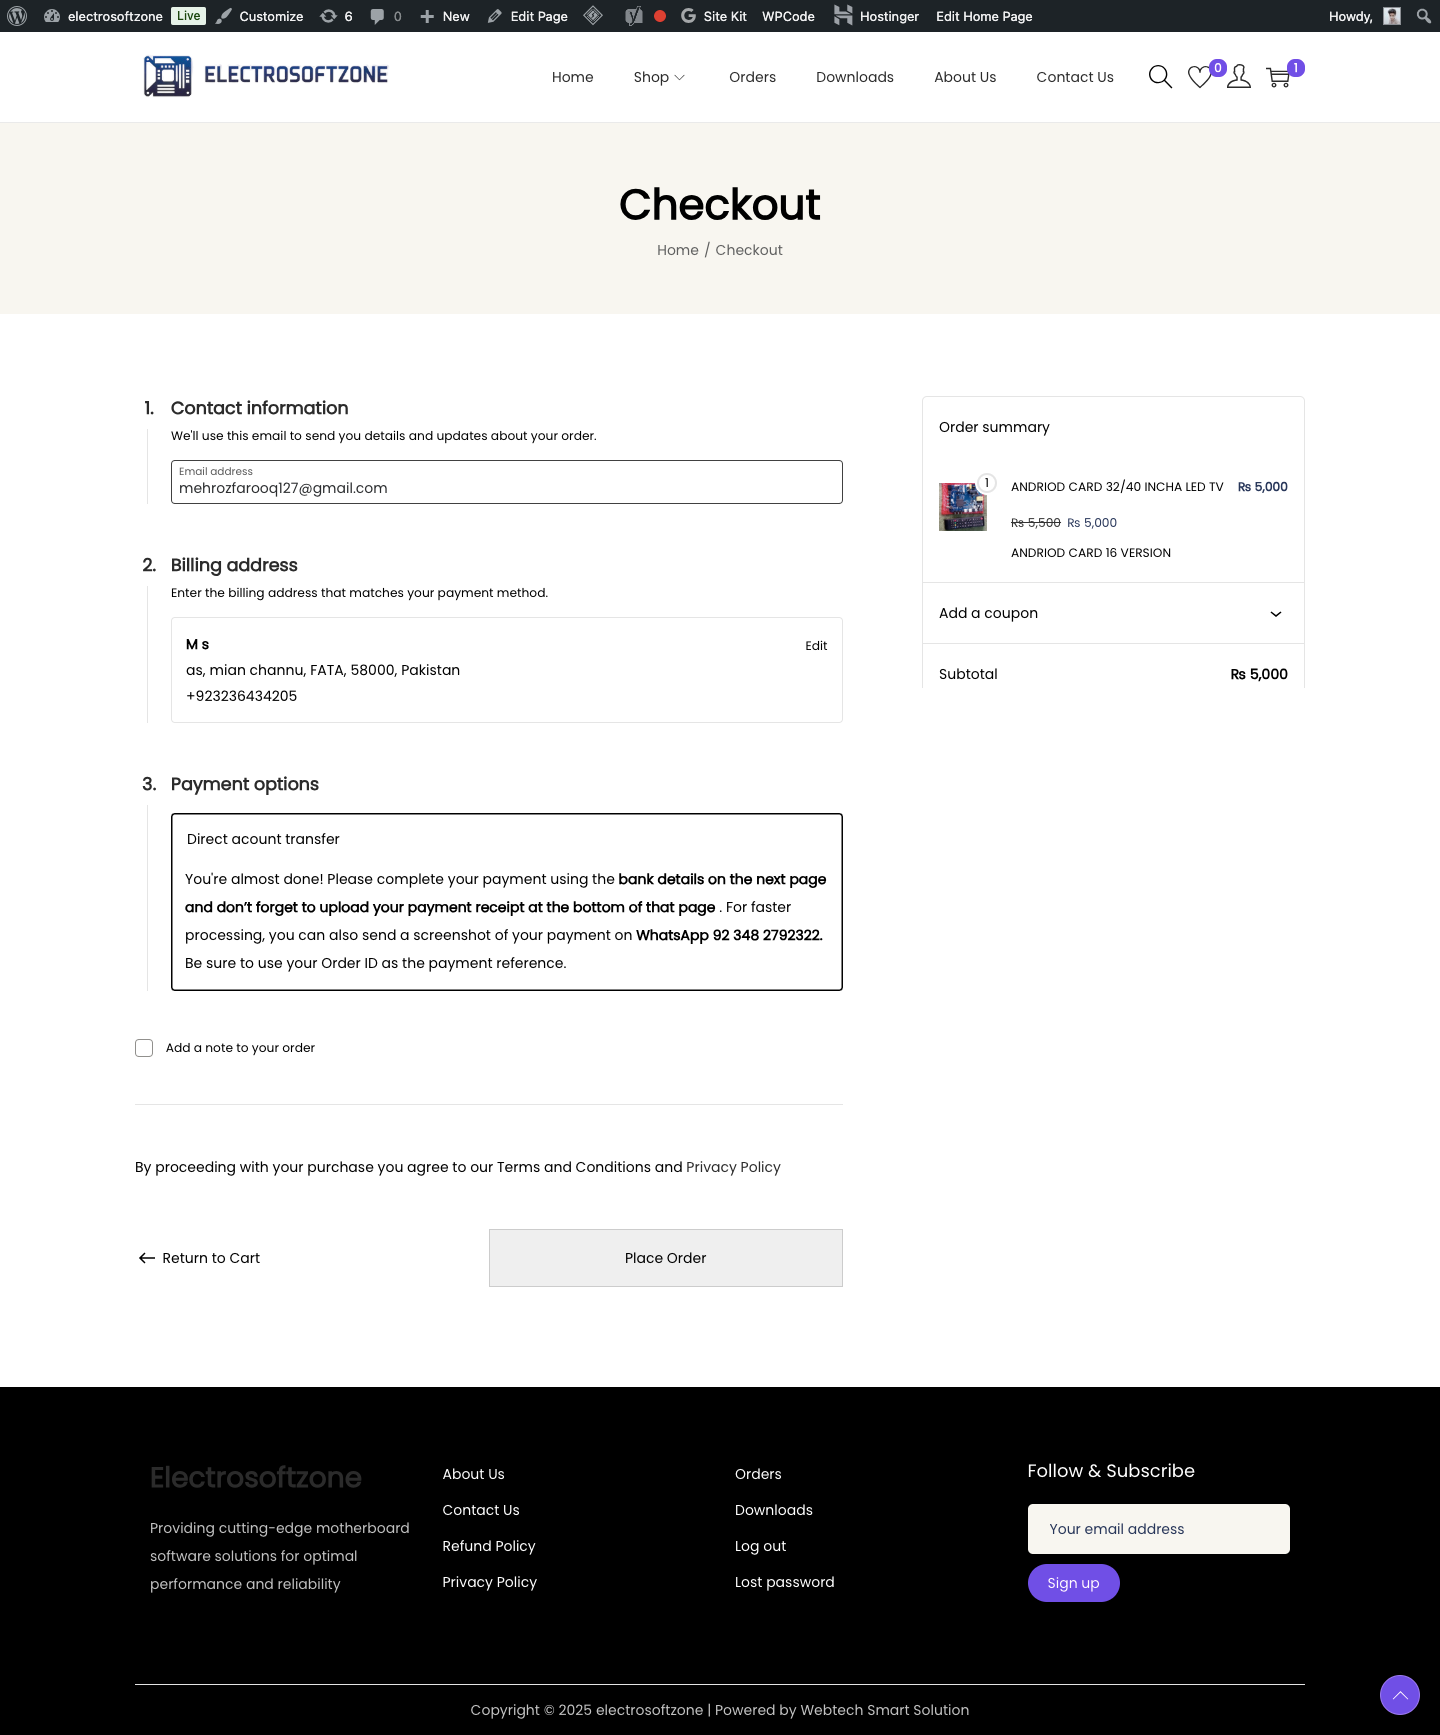 electrosoftzone Live Customize 6 0 New Edit Page Site Kit WPCode Hostinger Edit Home Page Howdy,
ELECTROSOFTZONE Home Shop Orders Downloads About Us Contact Us 0 1
Checkout
Home / Checkout
1. Contact information
We'll use this email to send you details and updates about your order.
Email address
mehrozfarooq127@gmail.com
2. Billing address
Enter the billing address that matches your payment method.
M s
Edit
as, mian channu, FATA, 58000, Pakistan
+923236434205
3. Payment options
Direct acount transfer
You're almost done! Please complete your payment using the bank details on the next page
and don’t forget to upload your payment receipt at the bottom of that page . For faster
processing, you can also send a screenshot of your payment on WhatsApp 92 348 2792322.
Be sure to use your Order ID as the payment reference.
Add a note to your order
By proceeding with your purchase you agree to our Terms and Conditions and Privacy Policy
Return to Cart
Place Order
Order summary
1
ANDRIOD CARD 32/40 INCHA LED TV ₨ 5,000
₨ 5,500 ₨ 5,000
ANDRIOD CARD 16 VERSION
Add a coupon
Subtotal ₨ 5,000
Electrosoftzone
Providing cutting-edge motherboard
software solutions for optimal
performance and reliability
About Us
Contact Us
Refund Policy
Privacy Policy
Orders
Downloads
Log out
Lost password
Follow & Subscribe
Your email address
Sign up
Copyright © 2025 electrosoftzone | Powered by Webtech Smart Solution